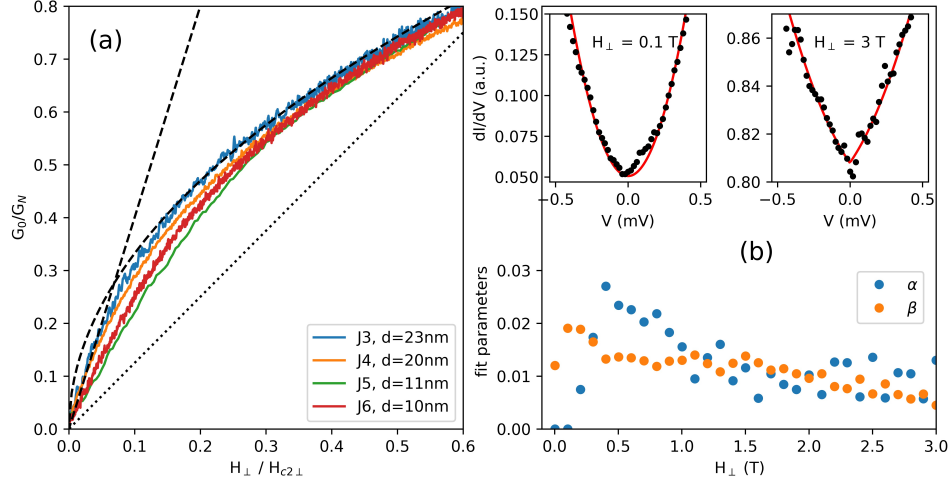 (a)
G₀/G_N
0.8
0.7
0.6
0.5
0.4
0.3
0.2
0.1
0.0
0.0 0.1 0.2 0.3 0.4 0.5 0.6
H⊥ / H_c2⊥
J3, d=23nm
J4, d=20nm
J5, d=11nm
J6, d=10nm
dI/dV (a.u.)
0.150
0.125
0.100
0.075
0.050
H⊥ = 0.1 T
−0.5 0.0 0.5
V (mV)
0.86
0.84
0.82
0.80
H⊥ = 3 T
−0.5 0.0 0.5
V (mV)
(b)
fit parameters
0.03
0.02
0.01
0.00
α
β
0.0 0.5 1.0 1.5 2.0 2.5 3.0
H⊥ (T)